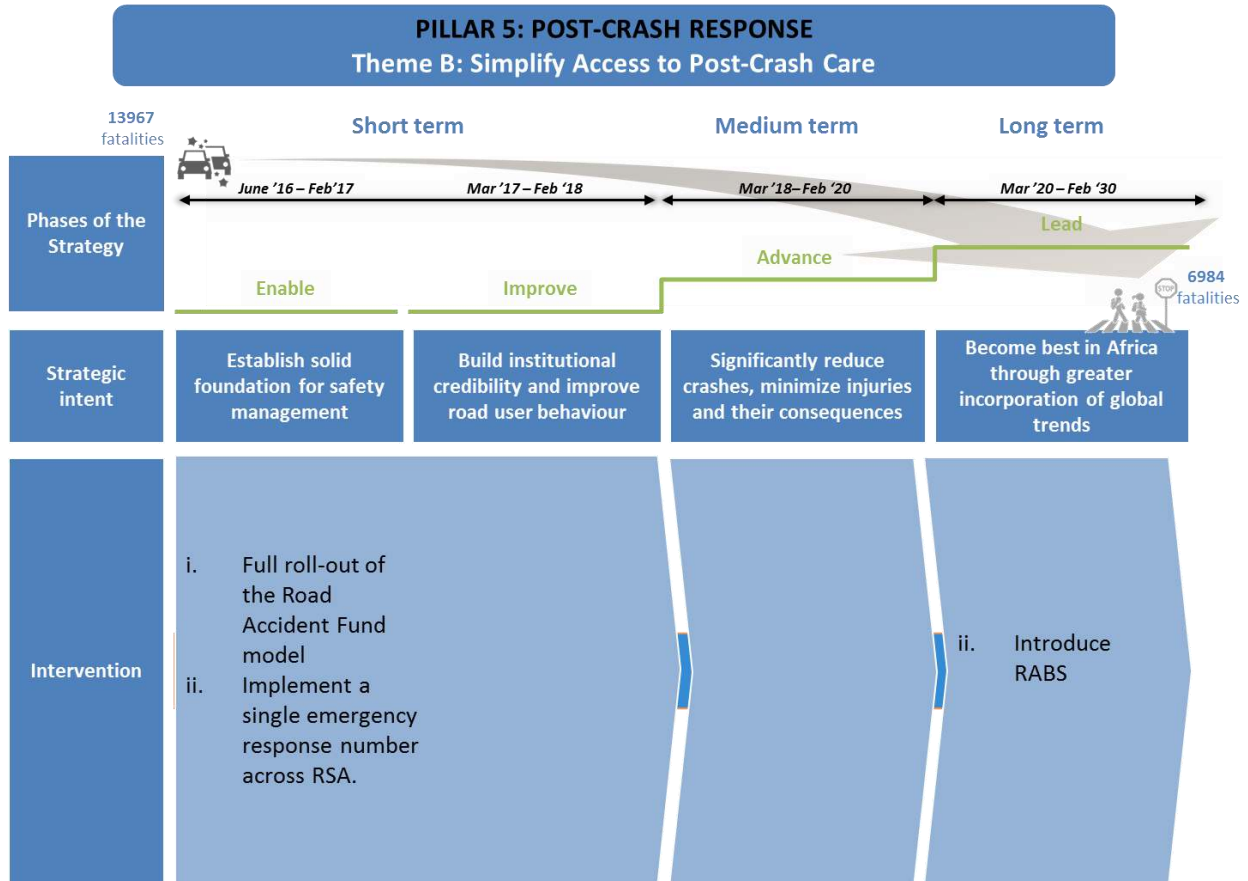 PILLAR 5: POST-CRASH RESPONSE
Theme B: Simplify Access to Post-Crash Care
13967
fatalities
Short term
Medium term
Long term
Phases of the
Strategy
June ’16 – Feb’17
Mar ’17 – Feb ‘18
Mar ’18– Feb ’20
Mar ’20 – Feb ’30
Enable
Improve
Advance
Lead
STOP
6984
fatalities
Strategic
intent
Establish solid
foundation for safety
management
Build institutional
credibility and improve
road user behaviour
Significantly reduce
crashes, minimize injuries
and their consequences
Become best in Africa
through greater
incorporation of global
trends
Intervention
i. Full roll-out of
the Road
Accident Fund
model
ii. Implement a
single emergency
response number
across RSA.
ii. Introduce
RABS